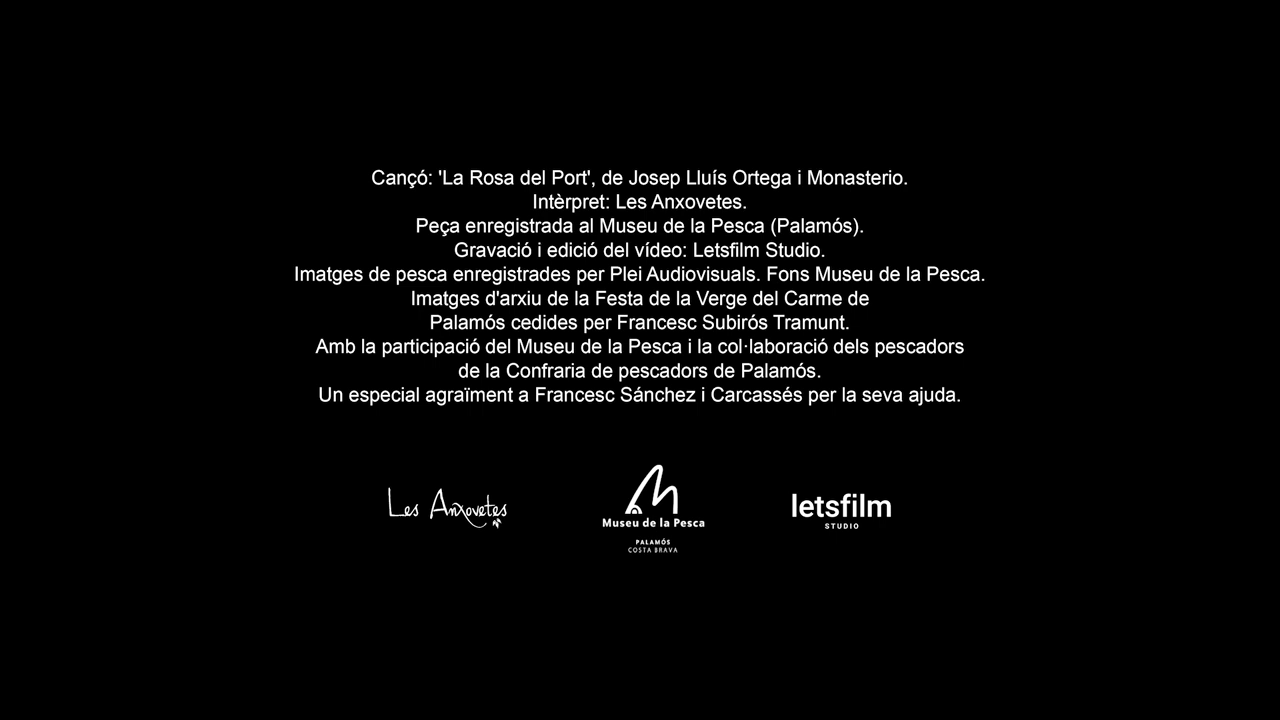 Cançó: 'La Rosa del Port', de Josep Lluís Ortega i Monasterio.
Intèrpret: Les Anxovetes.
Peça enregistrada al Museu de la Pesca (Palamós).
Gravació i edició del vídeo: Letsfilm Studio.
Imatges de pesca enregistrades per Plei Audiovisuals. Fons Museu de la Pesca.
Imatges d'arxiu de la Festa de la Verge del Carme de
Palamós cedides per Francesc Subirós Tramunt.
Amb la participació del Museu de la Pesca i la col·laboració dels pescadors
de la Confraria de pescadors de Palamós.
Un especial agraïment a Francesc Sánchez i Carcassés per la seva ajuda.
Les Anxovetes
Museu de la Pesca
PALAMÓS
COSTA BRAVA
letsfilm
STUDIO